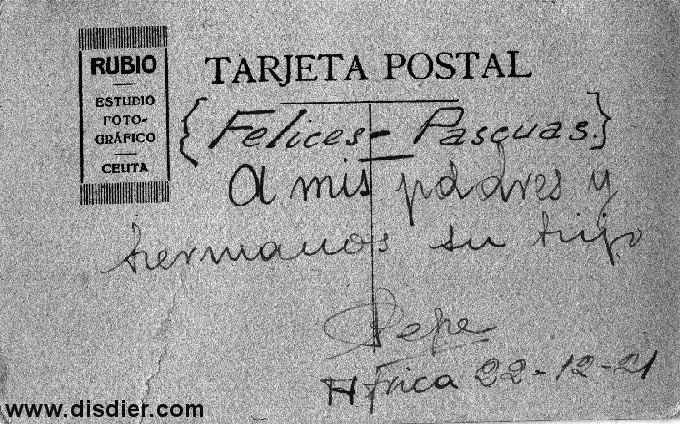 RUBIO
ESTUDIO
FOTO-
GRÁFICO
CEUTA
TARJETA POSTAL
{Felices - Pascuas.}
A mis padres y
hermanos su hijo
Pepe
Africa 22-12-21
www.disdier.com